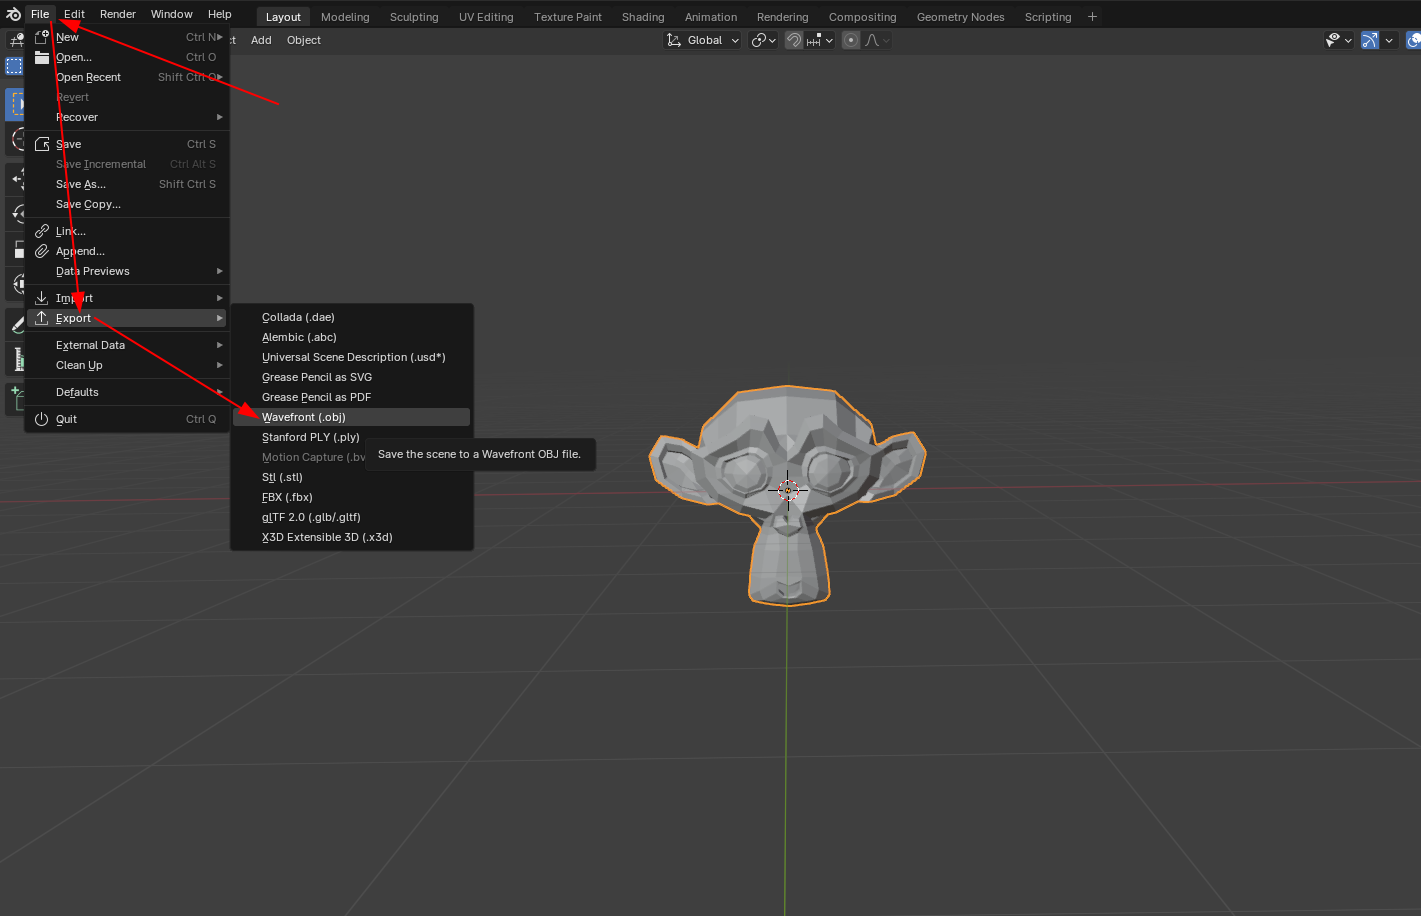 File Edit Render Window Help Layout Modeling Sculpting UV Editing Texture Paint Shading Animation Rendering Compositing Geometry Nodes Scripting +
Add Object Global
New Ctrl N
Open... Ctrl O
Open Recent Shift Ctrl O
Revert
Recover
Save Ctrl S
Save Incremental Ctrl Alt S
Save As... Shift Ctrl S
Save Copy...
Link...
Append...
Data Previews
Import
Export
External Data
Clean Up
Defaults
Quit Ctrl Q
Collada (.dae)
Alembic (.abc)
Universal Scene Description (.usd*)
Grease Pencil as SVG
Grease Pencil as PDF
Wavefront (.obj)
Stanford PLY (.ply)
Motion Capture (.bv
Save the scene to a Wavefront OBJ file.
Stl (.stl)
FBX (.fbx)
glTF 2.0 (.glb/.gltf)
X3D Extensible 3D (.x3d)